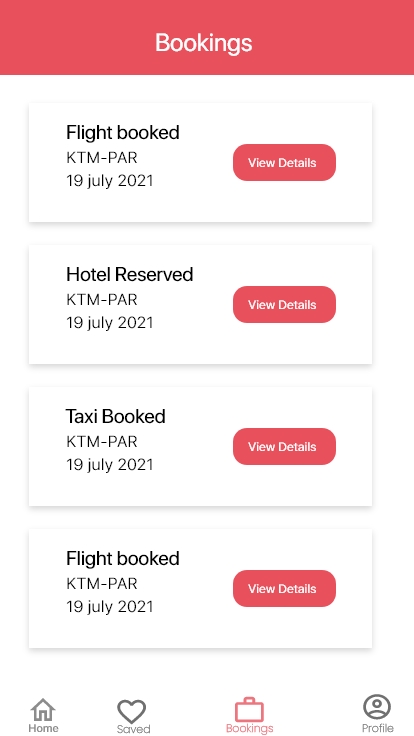 Bookings
Flight booked
KTM-PAR
19 july 2021
View Details
Hotel Reserved
KTM-PAR
19 july 2021
View Details
Taxi Booked
KTM-PAR
19 july 2021
View Details
Flight booked
KTM-PAR
19 july 2021
View Details
Home
Saved
Bookings
Profile